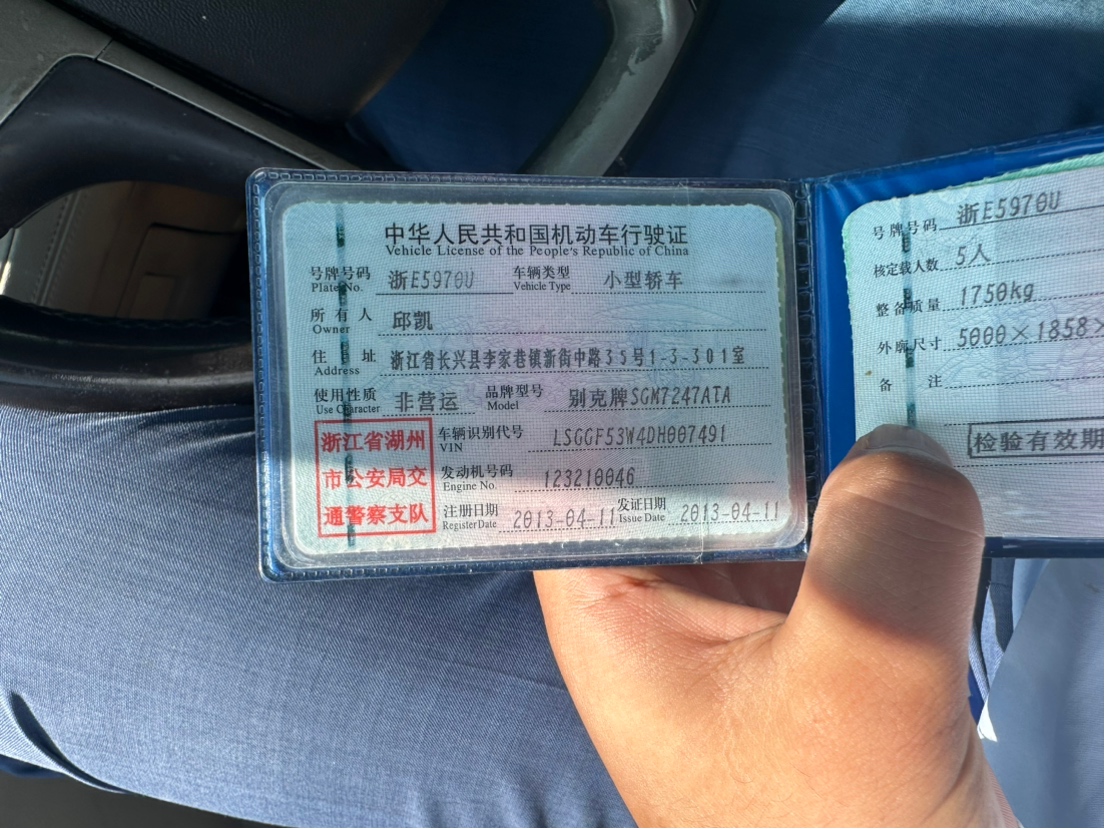 中华人民共和国机动车行驶证
Vehicle License of the People's Republic of China
号牌号码 浙E5970U 车辆类型 小型轿车
Plate No. Vehicle Type
所有人 邱凯
Owner
住址 浙江省长兴县李家巷镇新街中路35号1-3-301室
Address
使用性质 非营运 品牌型号 别克牌SGM7247ATA
Use Character Model
浙江省湖州
市公安局交
通警察支队
车辆识别代号 LSGGF53W4DH007491
VIN
发动机号码 123210046
Engine No.
注册日期 2013-04-11 发证日期 2013-04-11
Register Date Issue Date
号牌号码 浙E5970U
核定载人数 5人
整备质量 1750kg
外廓尺寸 5000×1858×
备注
检验有效期